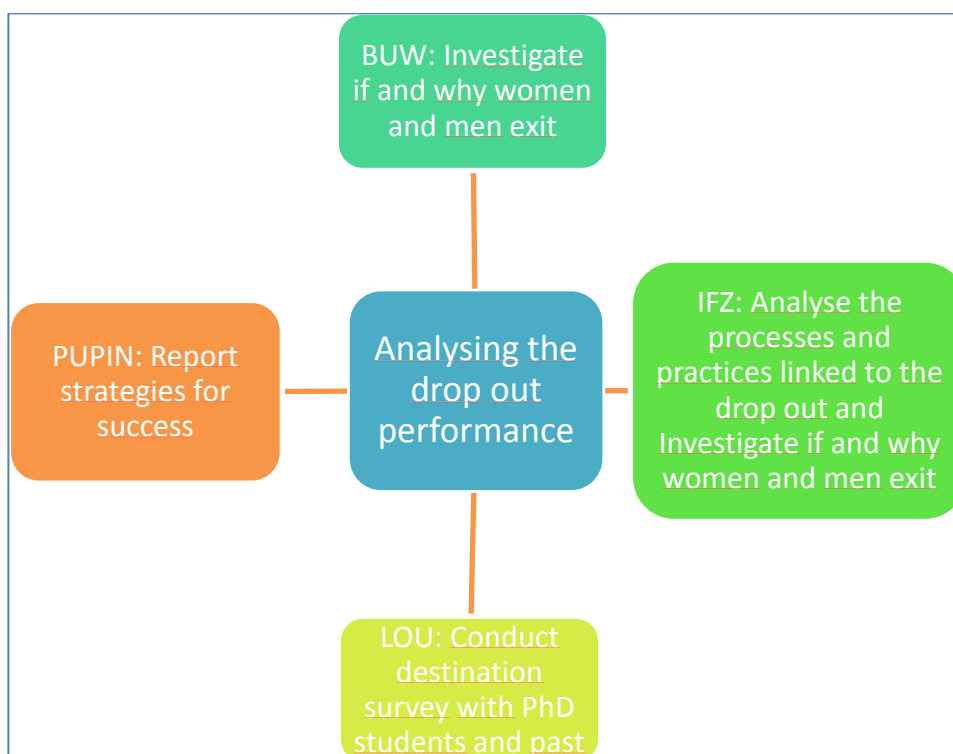 BUW: Investigate
if and why women
and men exit
PUPIN: Report
strategies for
success
Analysing the
drop out
performance
IFZ: Analyse the
processes and
practices linked to the
drop out and
Investigate if and why
women and men exit
LOU: Conduct
destination
survey with PhD
students and past